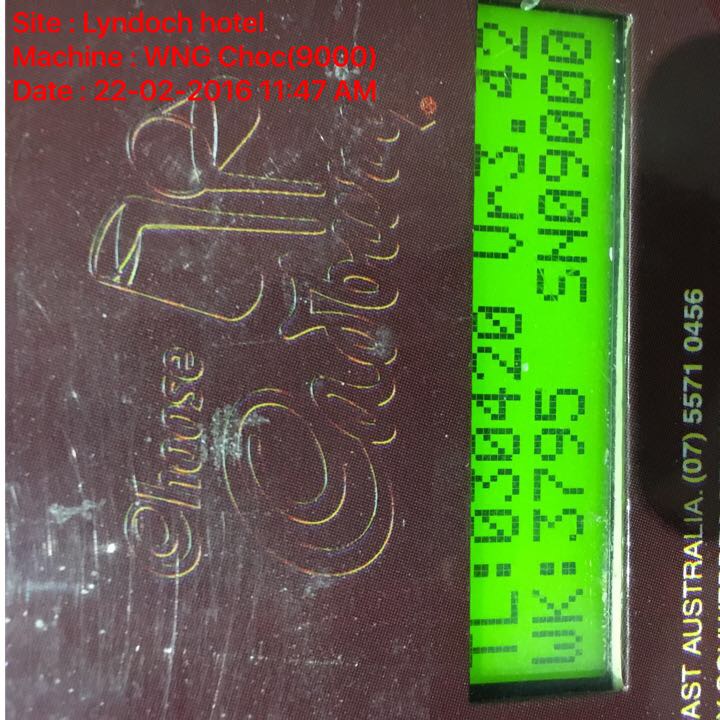 Site : Lyndoch hotel
Machine : WNG Choc(9000)
Date : 22-02-2016 11:47 AM
Choose
Cadbury
TL:030420 Vr3.42
WK:3795 SN09000
AST AUSTRALIA. (07) 5571 0456